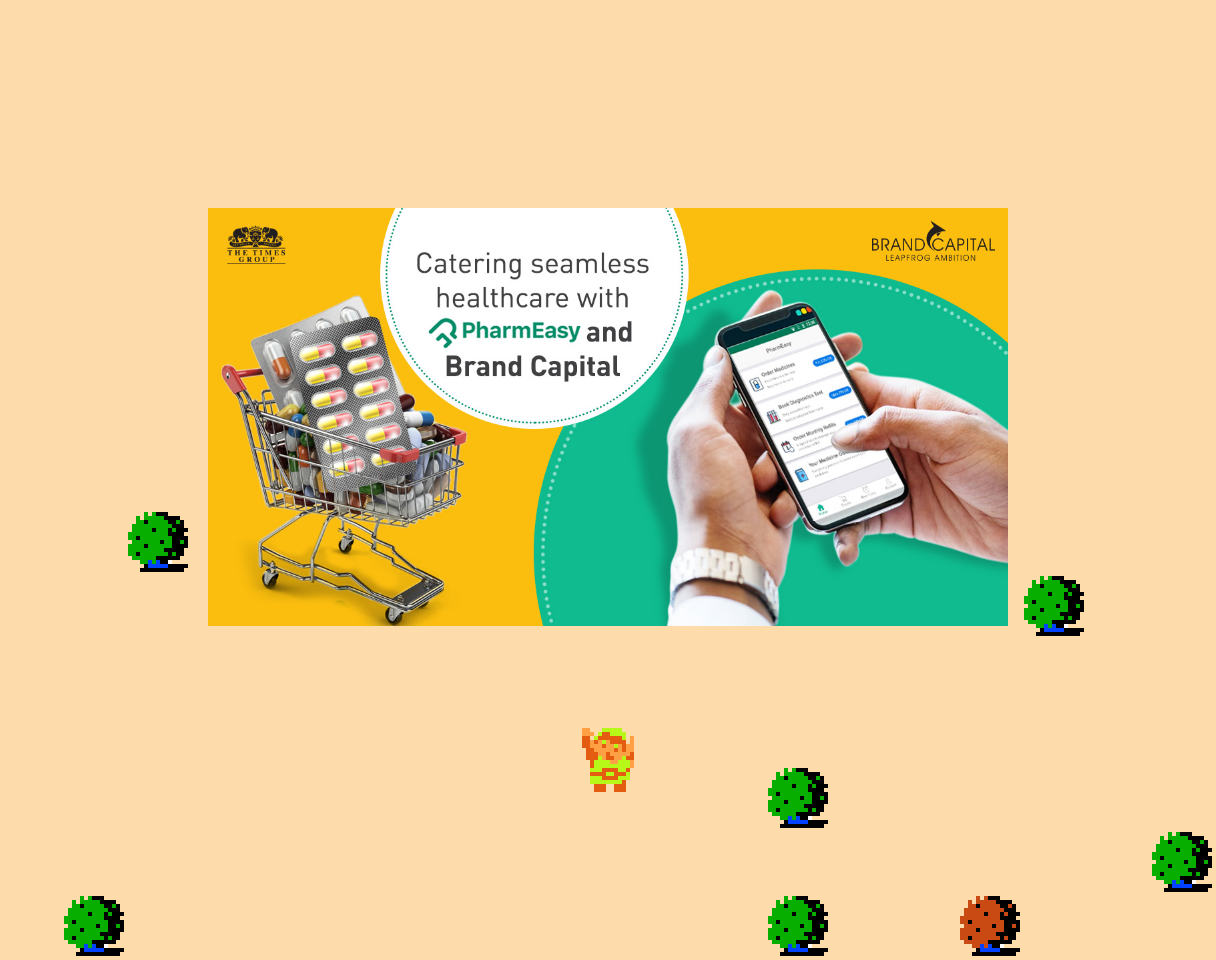 THE TIMES
GROUP
Catering seamless
healthcare with
PharmEasy and
Brand Capital
BRAND CAPITAL
LEAPFROG AMBITION
PharmEasy
Order Medicines
Book Diagnostics Test
Order Monthly Refills
Your Medicine